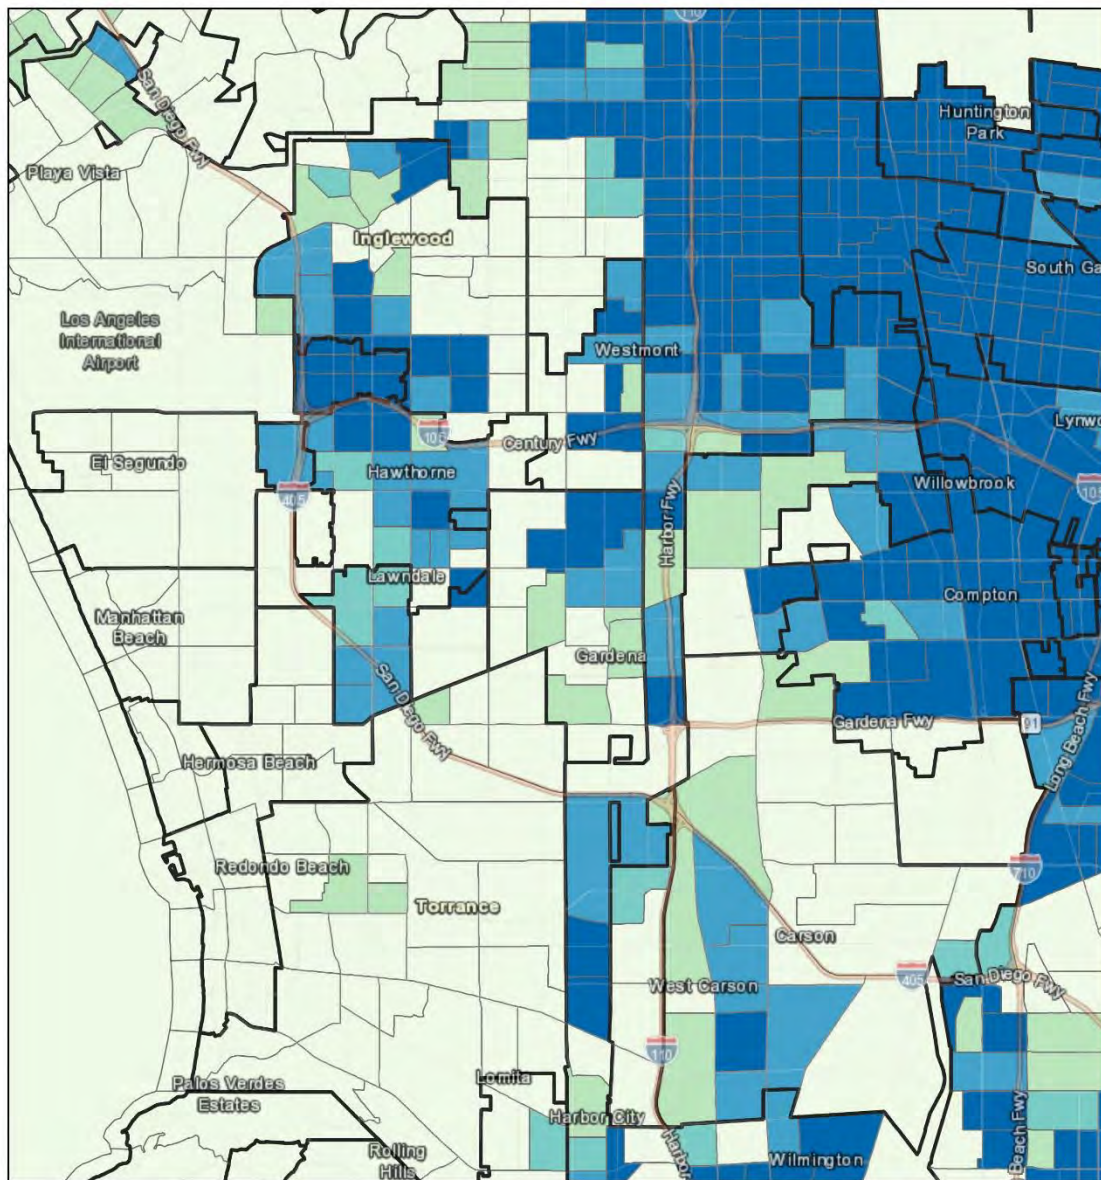 110
Huntington
Park
San Diego Fwy
Playa Vista
Inglewood
South Ga
Los Angeles
International
Airport
Westmont
Lynwo
105
Century Fwy
El Segundo
Hawthorne
Willowbrook
105
405
Harbor Fwy
Lawndale
Compton
Manhattan
Beach
Gardena
San Diego Fwy
Gardena Fwy
91
Long Beach Fwy
Hermosa Beach
Redondo Beach
710
Torrance
Carson
West Carson
405
San Diego Fwy
110
Lomita
Palos Verdes
Estates
Harbor City
Beach Fwy
Rolling
Hills
Harbor
Wilmington